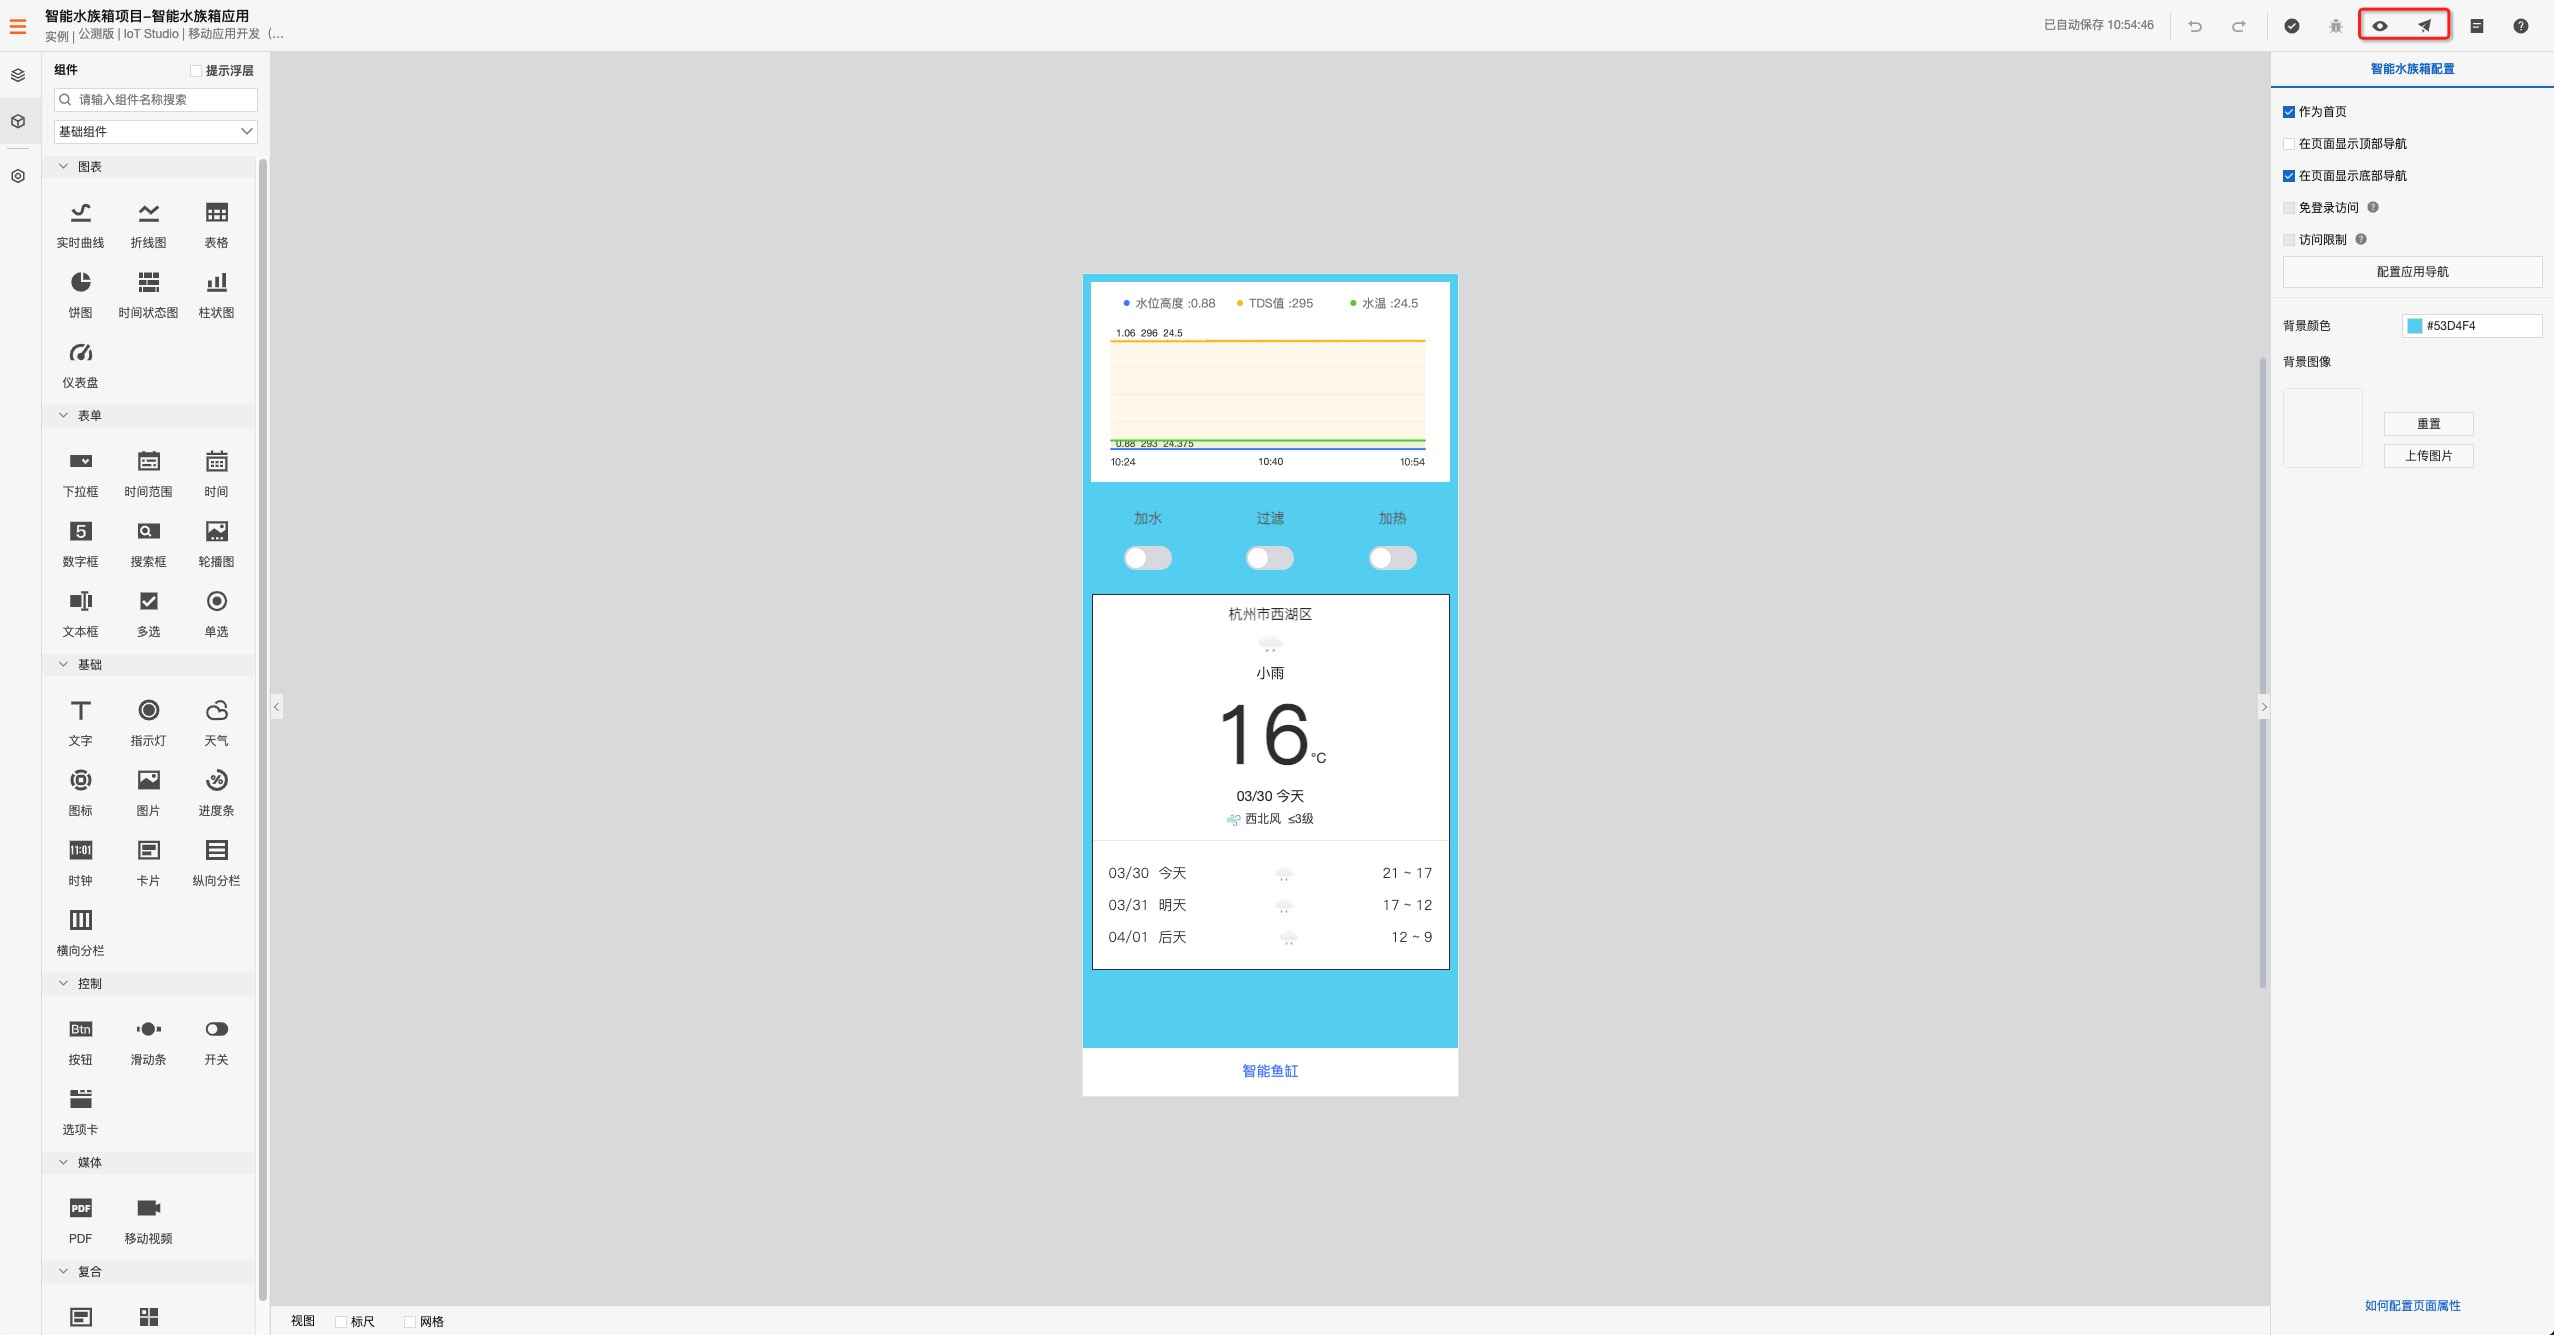 智能水族箱项目-智能水族箱应用
实例 | 公测版 | IoT Studio | 移动应用开发（...
已自动保存 10:54:46
组件
提示浮层
请输入组件名称搜索
基础组件
图表
实时曲线 折线图 表格
饼图 时间状态图 柱状图
仪表盘
表单
下拉框 时间范围 时间
5
数字框 搜索框 轮播图
文本框 多选 单选
基础
文字 指示灯 天气
%
图标 图片 进度条
11:01
时钟 卡片 纵向分栏
横向分栏
控制
Btn
按钮 滑动条 开关
选项卡
媒体
PDF
PDF 移动视频
复合
水位高度 :0.88 TDS值 :295 水温 :24.5
1.06 296 24.5
0.88 293 24.375
10:24 10:40 10:54
加水 过滤 加热
杭州市西湖区
小雨
16℃
03/30 今天
西北风 ≤3级
03/30 今天 21 ~ 17
03/31 明天 17 ~ 12
04/01 后天 12 ~ 9
智能鱼缸
视图 标尺 网格
智能水族箱配置
作为首页
在页面显示顶部导航
在页面显示底部导航
免登录访问 ?
访问限制 ?
配置应用导航
背景颜色 #53D4F4
背景图像
重置
上传图片
如何配置页面属性